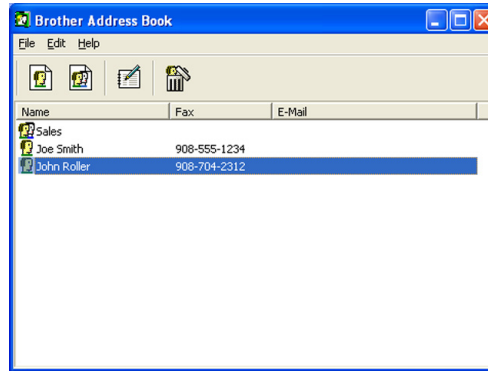 Brother Address Book
File Edit Help
Name Fax E-Mail
Sales
Joe Smith 908-555-1234
John Roller 908-704-2312